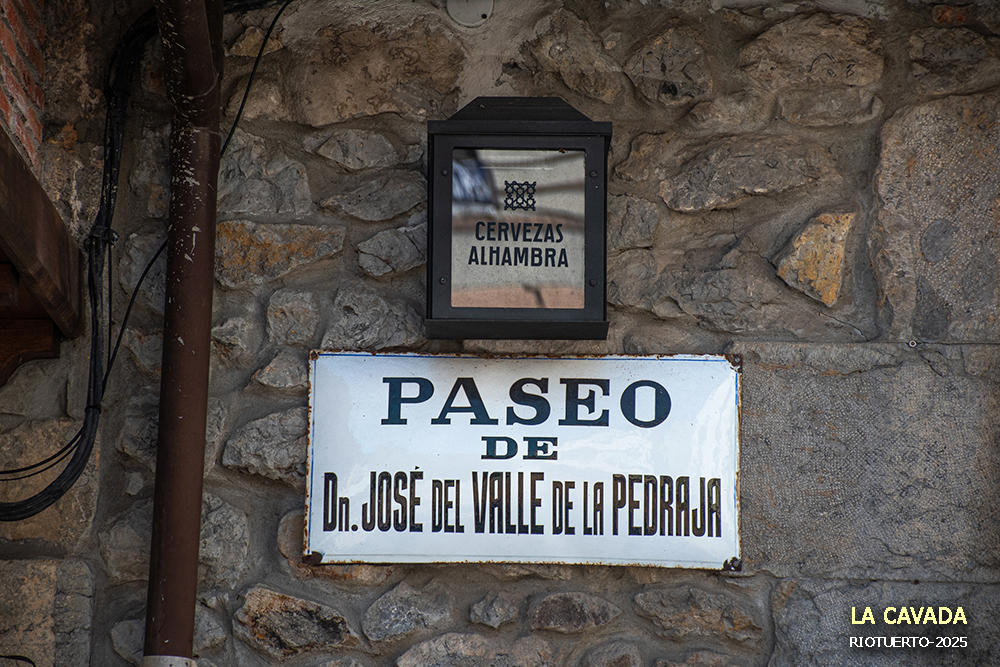 CERVEZAS
ALHAMBRA
PASEO
DE
Dn. JOSÉ DEL VALLE DE LA PEDRAJA
LA CAVADA
RIOTUERTO-2025